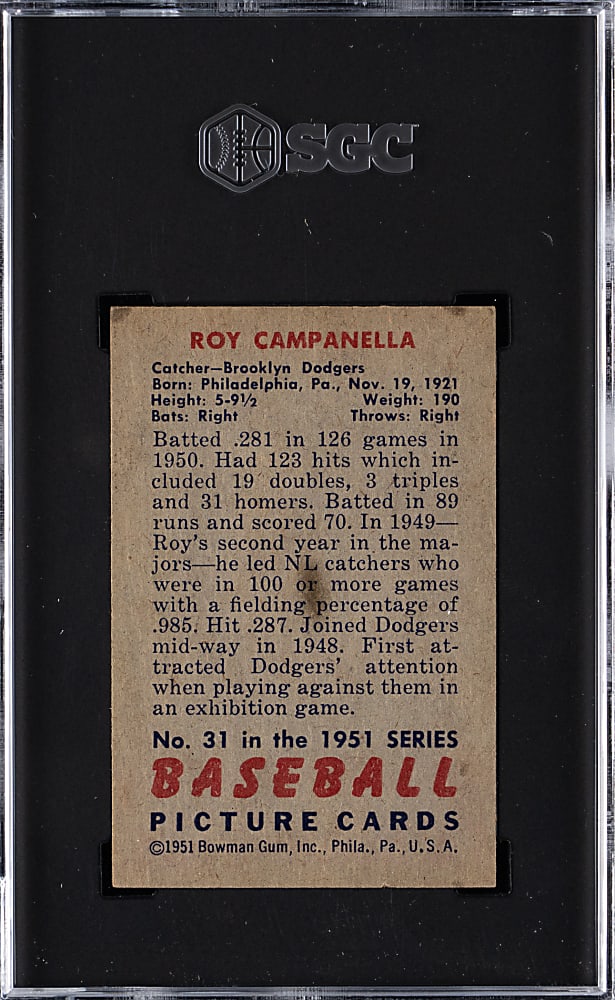 SGC
ROY CAMPANELLA
Catcher—Brooklyn Dodgers
Born: Philadelphia, Pa., Nov. 19, 1921
Height: 5-9½ Weight: 190
Bats: Right Throws: Right
Batted .281 in 126 games in
1950. Had 123 hits which in-
cluded 19 doubles, 3 triples
and 31 homers. Batted in 89
runs and scored 70. In 1949—
Roy's second year in the ma-
jors—he led NL catchers who
were in 100 or more games
with a fielding percentage of
.985. Hit .287. Joined Dodgers
mid-way in 1948. First at-
tracted Dodgers' attention
when playing against them in
an exhibition game.
No. 31 in the 1951 SERIES
BASEBALL
PICTURE CARDS
©1951 Bowman Gum, Inc., Phila., Pa., U.S.A.